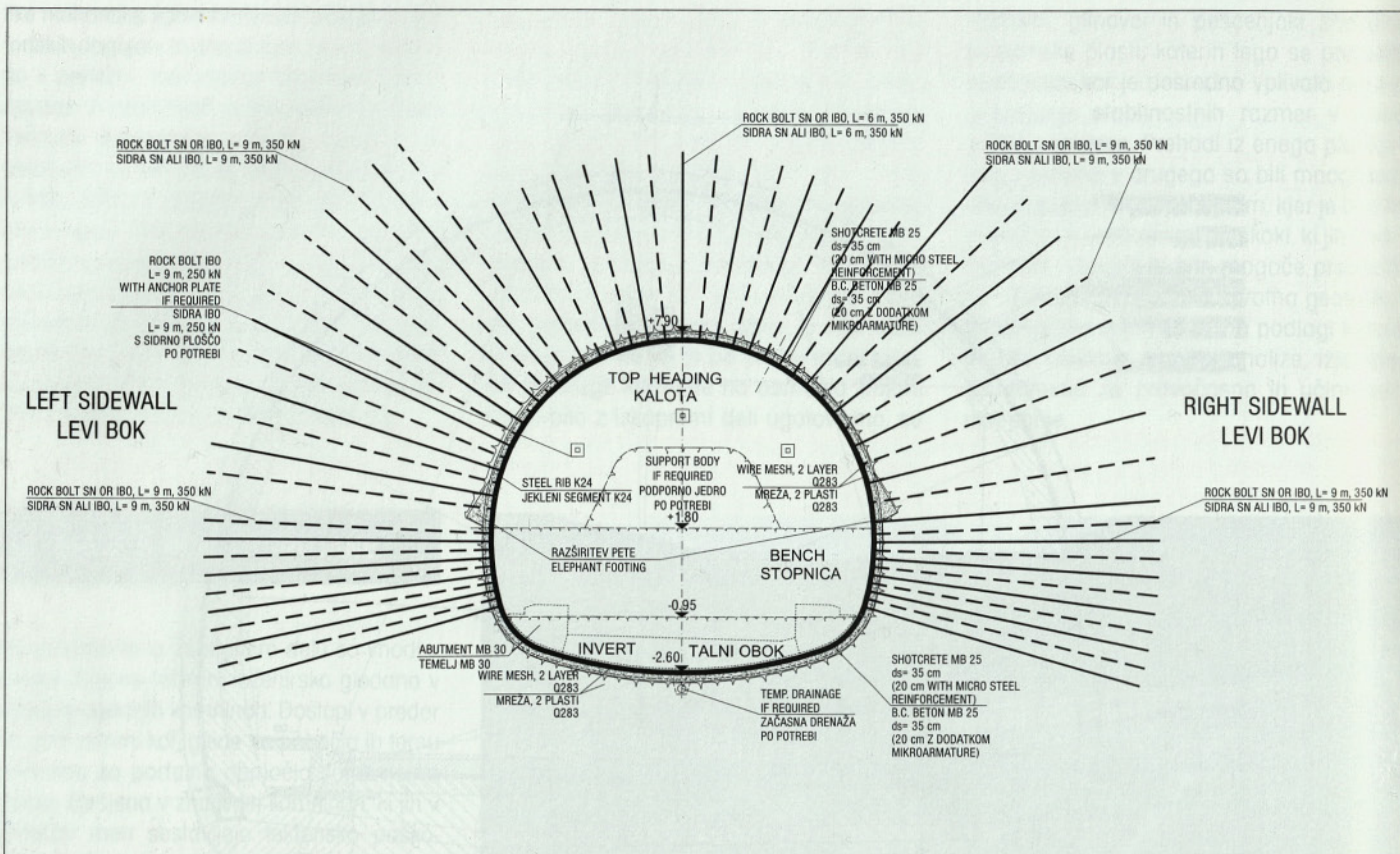 ROCK BOLT SN OR IBO, L= 6 m, 350 kN
SIDRA SN ALI IBO, L= 6 m, 350 kN
ROCK BOLT SN OR IBO, L= 9 m, 350 kN
SIDRA SN ALI IBO, L= 9 m, 350 kN
ROCK BOLT SN OR IBO, L= 9 m, 350 kN
SIDRA SN ALI IBO, L= 9 m, 350 kN
ROCK BOLT IBO
L= 9 m, 250 kN
WITH ANCHOR PLATE
IF REQUIRED
SIDRA IBO
L= 9 m, 250 kN
S SIDRNO PLOŠČO
PO POTREBI
SHOTCRETE MB 25
ds= 35 cm
(20 cm WITH MICRO STEEL
REINFORCEMENT)
B.C. BETON MB 25
ds= 35 cm
(20 cm Z DODATKOM
MIKROARMATURE)
+7.90
TOP HEADING
KALOTA
LEFT SIDEWALL
LEVI BOK
RIGHT SIDEWALL
LEVI BOK
SUPPORT BODY
IF REQUIRED
PODPORNO JEDRO
PO POTREBI
+1.80
STEEL RIB K24
JEKLENI SEGMENT K24
WIRE MESH, 2 LAYER
Q283
MREŽA, 2 PLASTI
Q283
ROCK BOLT SN OR IBO, L= 9 m, 350 kN
SIDRA SN ALI IBO, L= 9 m, 350 kN
ROCK BOLT SN OR IBO, L= 9 m, 350 kN
SIDRA SN ALI IBO, L= 9 m, 350 kN
RAZŠIRITEV PETE
ELEPHANT FOOTING
BENCH
STOPNICA
-0.95
INVERT
TALNI OBOK
-2.60
ABUTMENT MB 30
TEMELJ MB 30
WIRE MESH, 2 LAYER
Q283
MREŽA, 2 PLASTI
Q283
TEMP. DRAINAGE
IF REQUIRED
ZAČASNA DRENAŽA
PO POTREBI
SHOTCRETE MB 25
ds= 35 cm
(20 cm WITH MICRO STEEL
REINFORCEMENT)
B.C. BETON MB 25
ds= 35 cm
(20 cm Z DODATKOM
MIKROARMATURE)